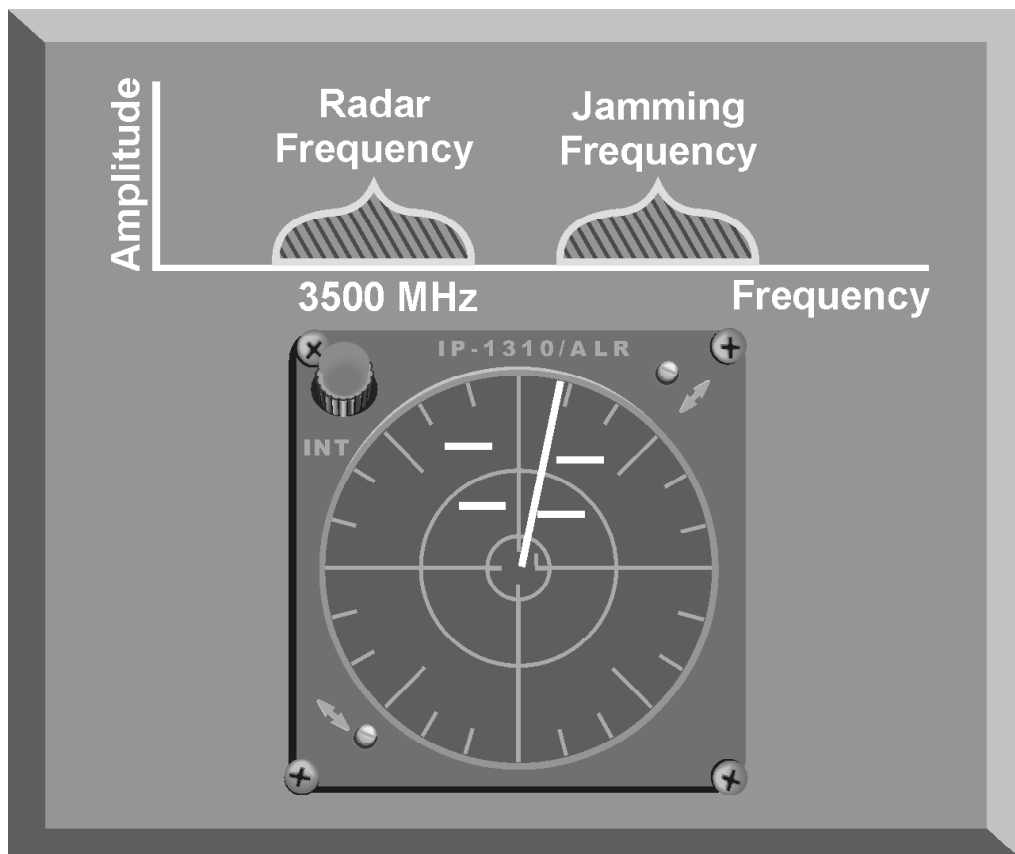 Amplitude
Radar
Frequency
Jamming
Frequency
3500 MHz
Frequency
IP-1310/ALR
INT